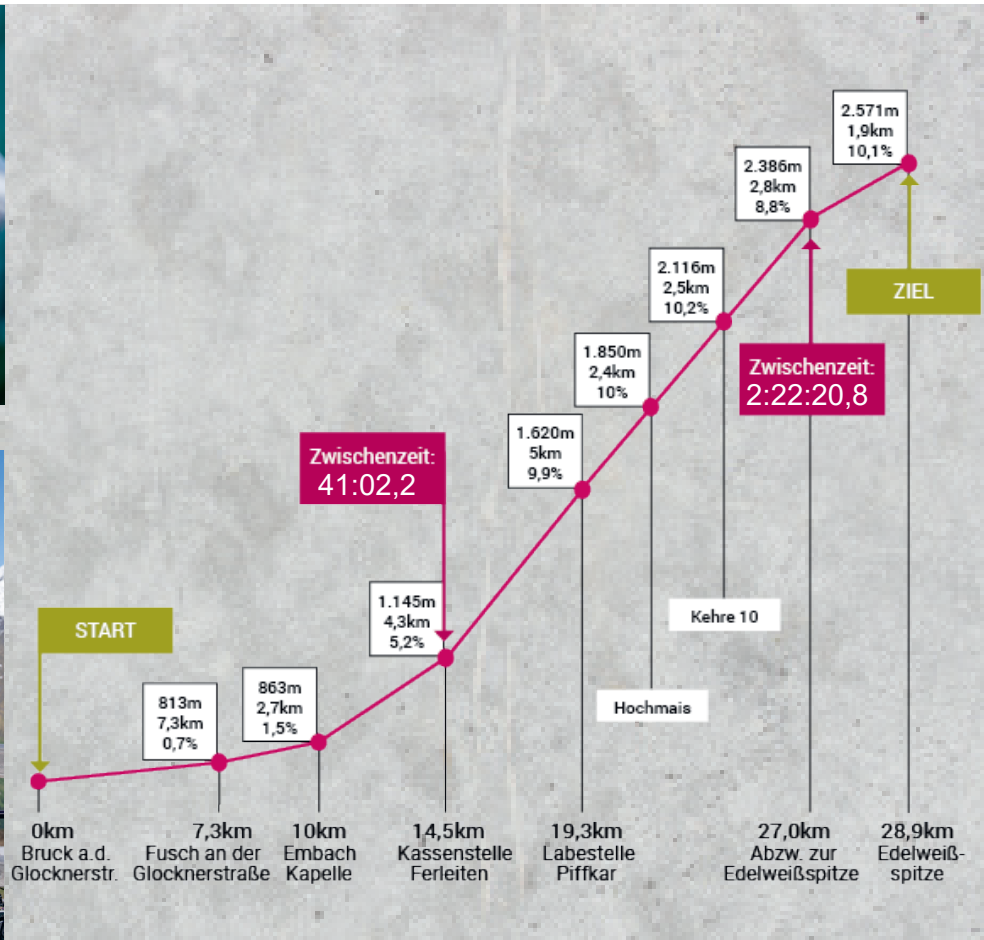 2.571m
1,9km
10,1%
2.386m
2,8km
8,8%
2.116m
2,5km
10,2%
ZIEL
1.850m
2,4km
10%
Zwischenzeit:
2:22:20,8
1.620m
5km
9,9%
Zwischenzeit:
41:02,2
1.145m
4,3km
5,2%
START
Kehre 10
863m
2,7km
1,5%
813m
7,3km
0,7%
Hochmais
0km
Bruck a.d.
Glocknerstr.
7,3km
Fusch an der
Glocknerstraße
10km
Embach
Kapelle
14,5km
Kassenstelle
Ferleiten
19,3km
Labestelle
Piffkar
27,0km
Abzw. zur
Edelweißspitze
28,9km
Edelweiß-
spitze